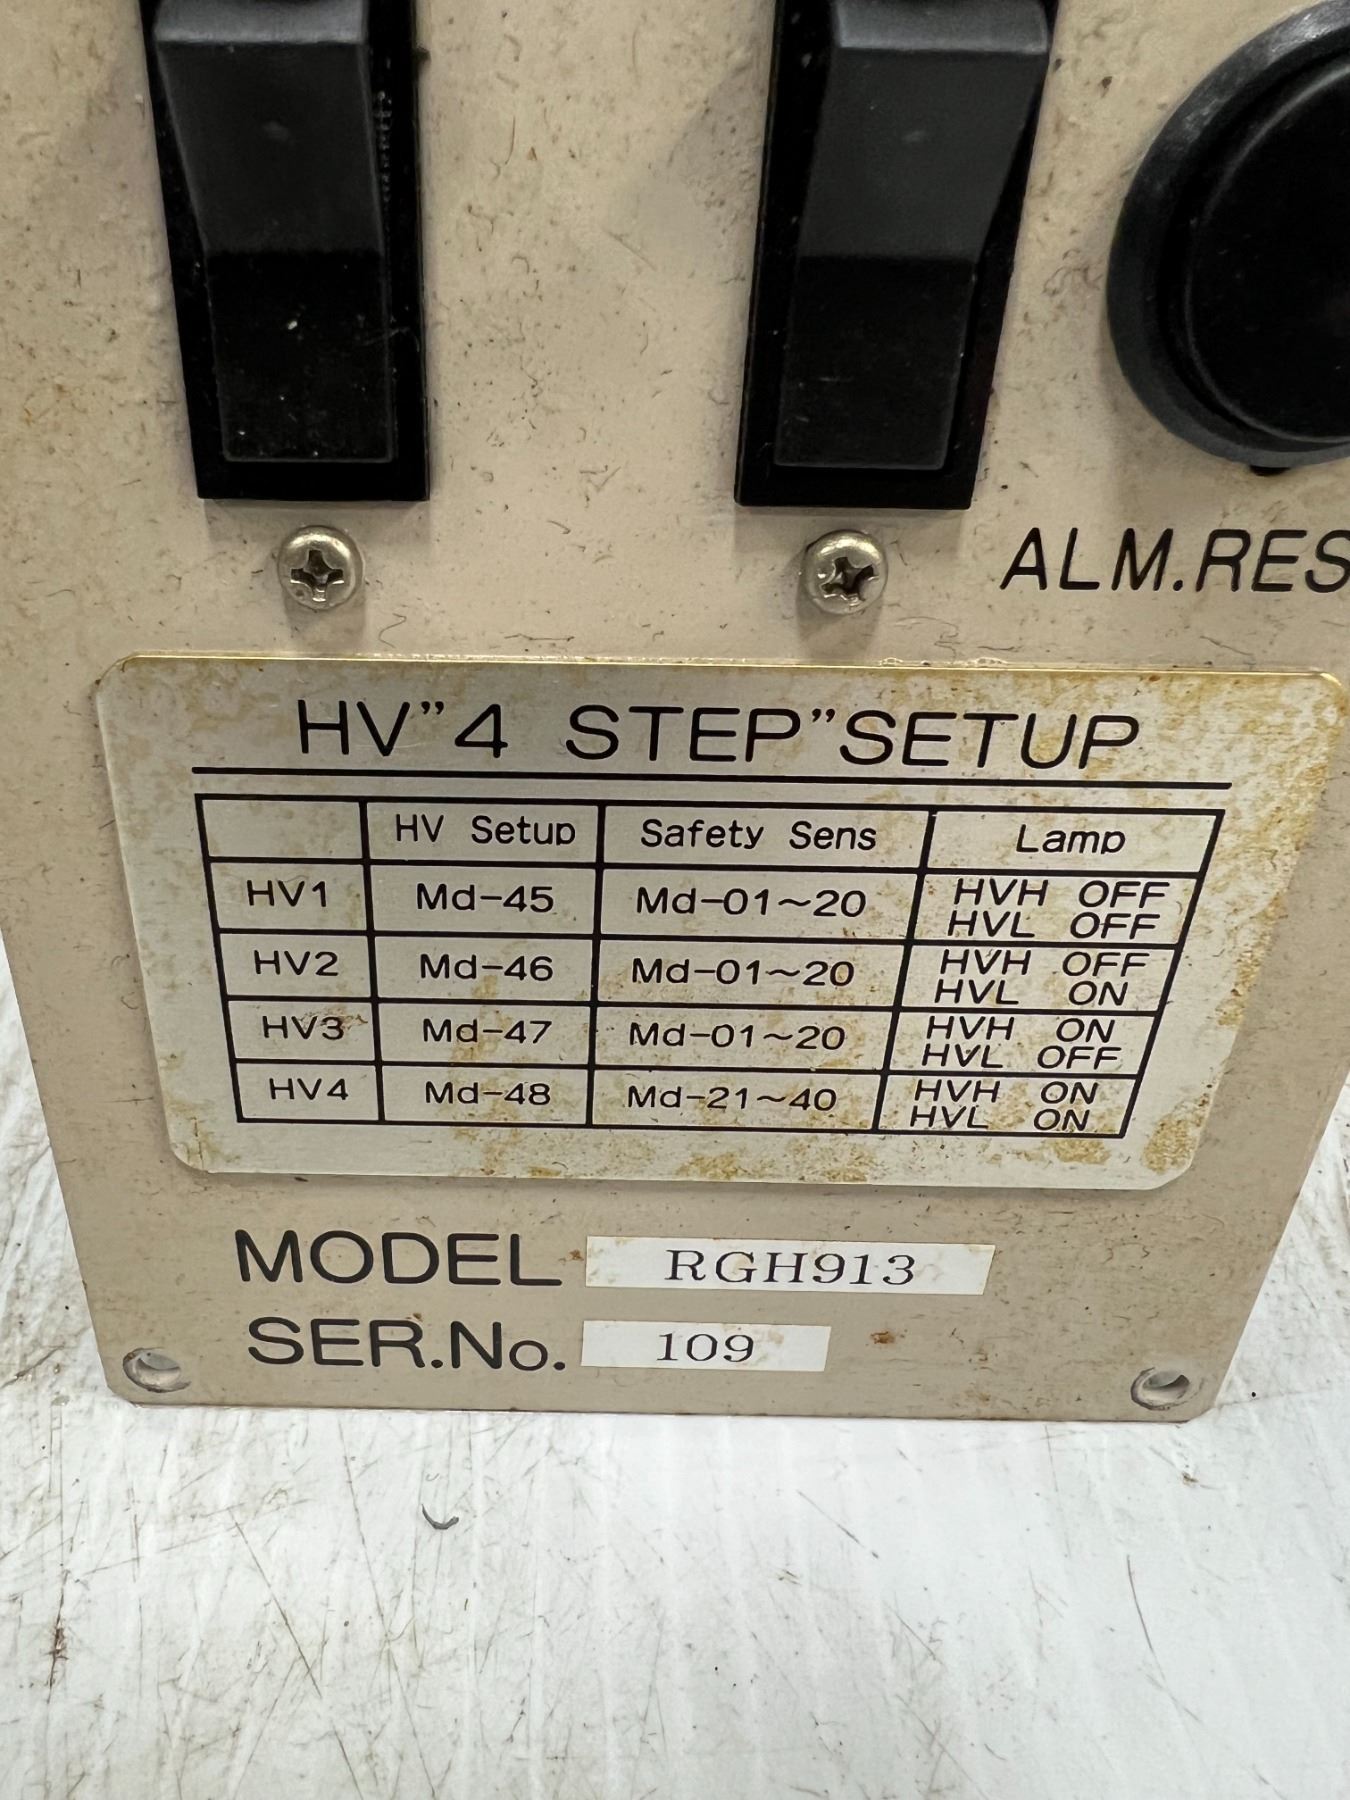 ALM.RES
HV"4 STEP"SETUP
HV Setup Safety Sens Lamp
HV1 Md-45 Md-01~20 HVH OFF
HVL OFF
HV2 Md-46 Md-01~20 HVH OFF
HVL ON
HV3 Md-47 Md-01~20 HVH ON
HVL OFF
HV4 Md-48 Md-21~40 HVH ON
HVL ON
MODEL RGH913
SER.No. 109